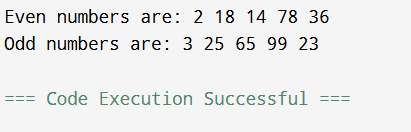 Even numbers are: 2 18 14 78 36
Odd numbers are: 3 25 65 99 23
=== Code Execution Successful ===